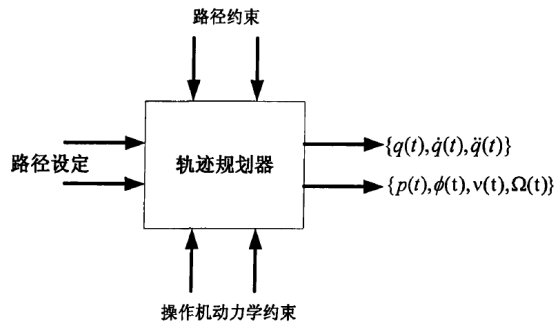 路径约束
路径设定
轨迹规划器
{q(t),q̇(t),q̈(t)}
{p(t),ϕ(t),v(t),Ω(t)}
操作机动力学约束